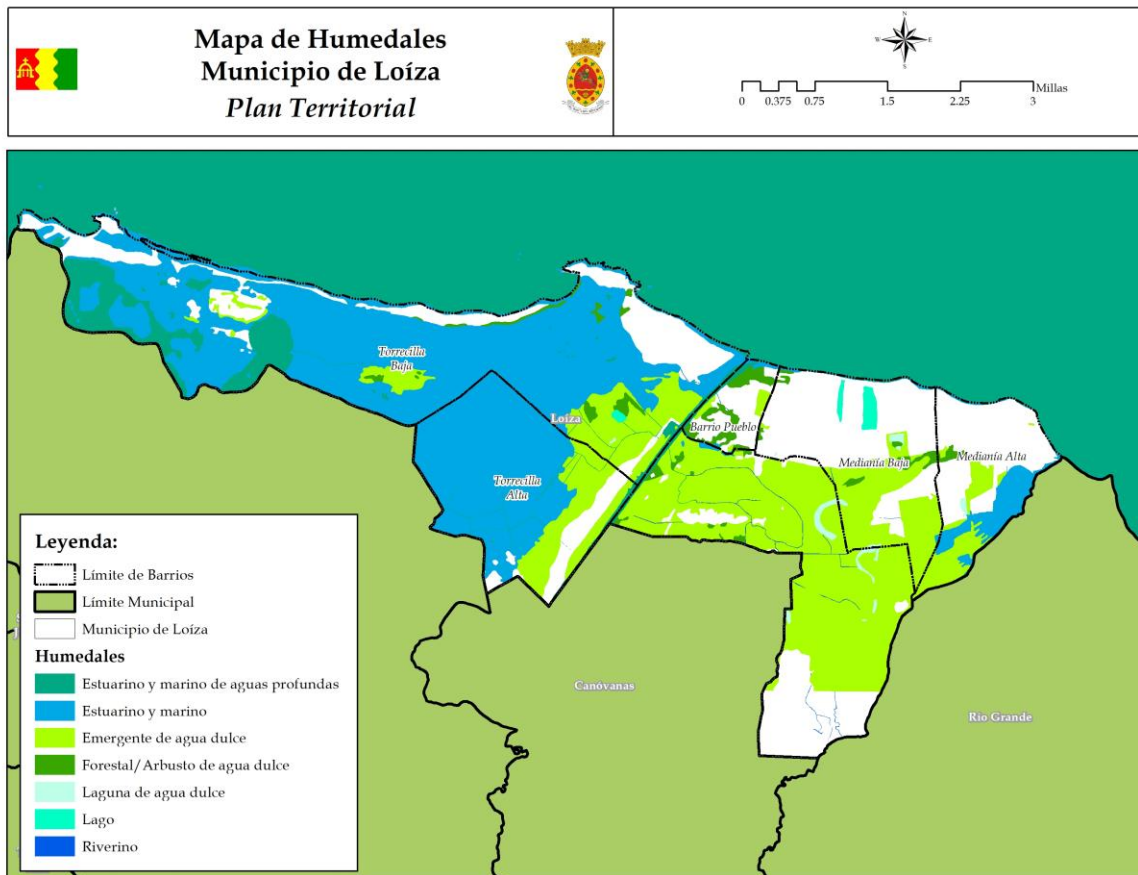 Mapa de Humedales
Municipio de Loíza
Plan Territorial
N
W
E
S
Millas
0
0.375
0.75
1.5
2.25
3
Torrecilla
Baja
Loíza
Barrio Pueblo
Medianía Baja
Medianía Alta
Torrecilla
Alta
Canóvanas
Río Grande
Leyenda:
Límite de Barrios
Límite Municipal
Municipio de Loíza
Humedales
Estuarino y marino de aguas profundas
Estuarino y marino
Emergente de agua dulce
Forestal/Arbusto de agua dulce
Laguna de agua dulce
Lago
Riverino